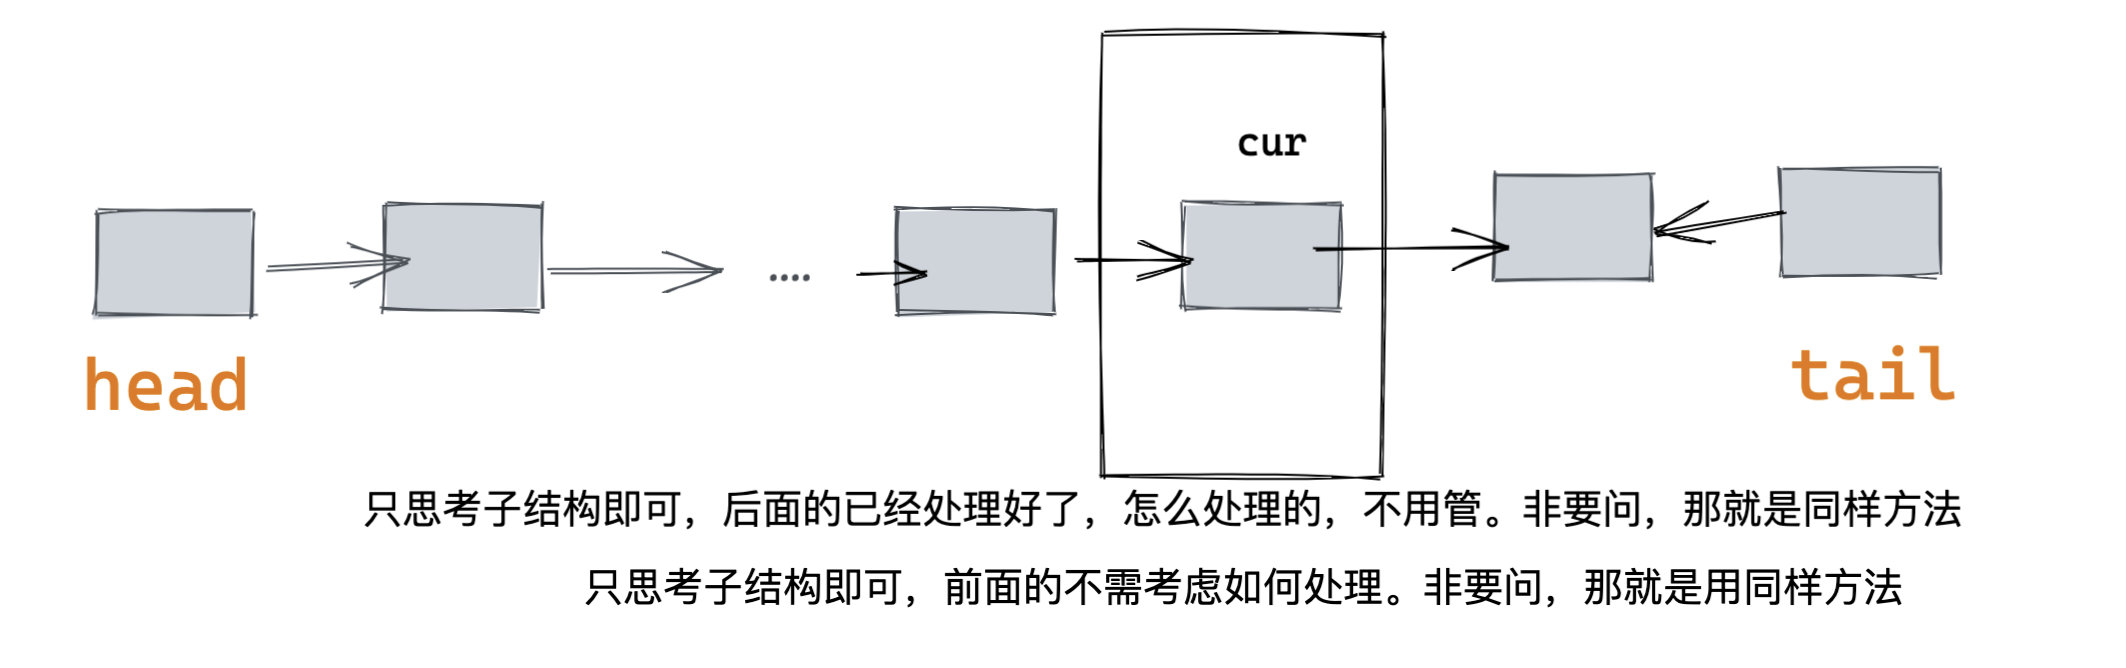 cur
....
head
tail
只思考子结构即可，后面的已经处理好了，怎么处理的，不用管。非要问，那就是同样方法
只思考子结构即可，前面的不需考虑如何处理。非要问，那就是用同样方法